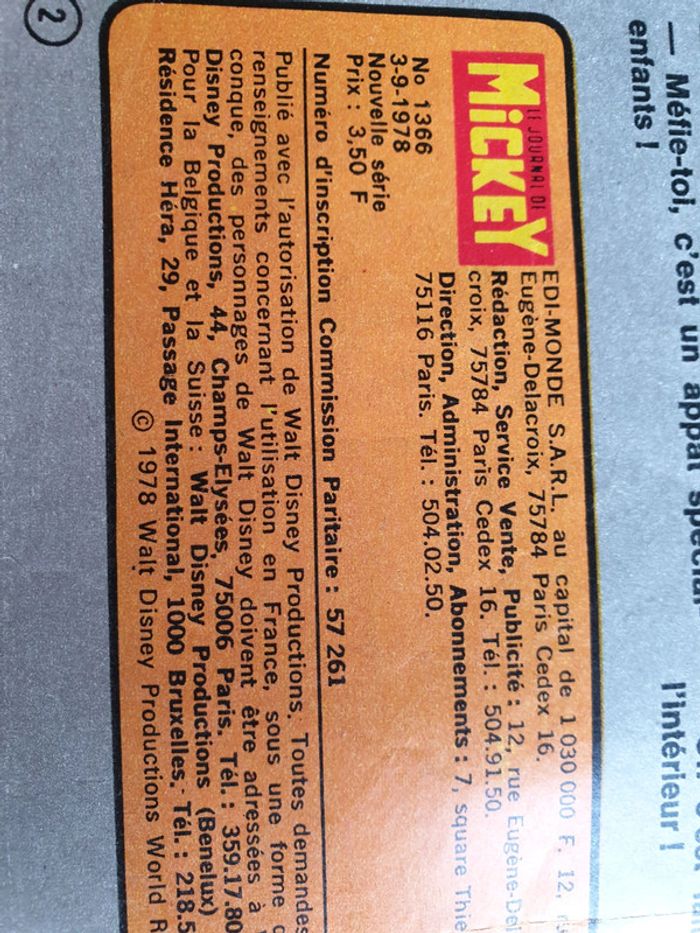 — Méfie-toi, c'est un appât spécial
enfants !
l'intérieur !
LE JOURNAL DE
MICKEY
EDI-MONDE S.A.R.L. au capital de 1 030 000 F. 12,
Eugène-Delacroix, 75784 Paris Cedex 16.
Rédaction, Service Vente, Publicité : 12, rue Eugène-Del
croix, 75784 Paris Cedex 16. Tél. : 504.91.50.
Direction, Administration, Abonnements : 7, square Thie
75116 Paris. Tél. : 504.02.50.
No 1366
3-9-1978
Nouvelle série
Prix : 3,50 F
Numéro d'inscription Commission Paritaire : 57 261
Publié avec l'autorisation de Walt Disney Productions. Toutes demandes
renseignements concernant l'utilisation en France, sous une forme
conque, des personnages de Walt Disney doivent être adressées à
Disney Productions, 44, Champs-Elysées, 75006 Paris. Tél. : 359.17.80
Pour la Belgique et la Suisse : Walt Disney Productions (Benelux)
Résidence Héra, 29, Passage International, 1000 Bruxelles. Tél. : 218.5
© 1978 Walt Disney Productions World R
2